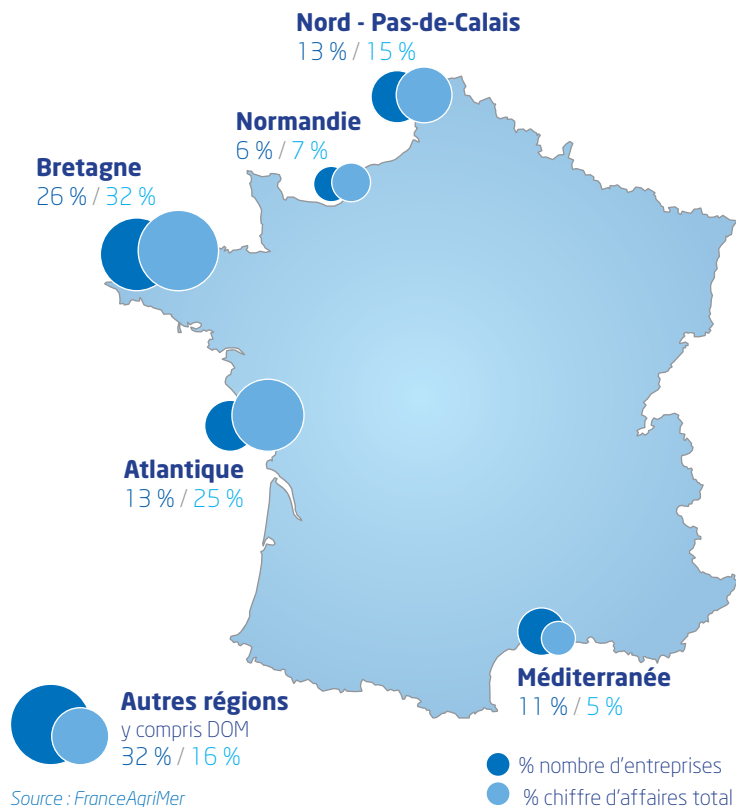 Nord - Pas-de-Calais
13 % / 15 %
Normandie
6 % / 7 %
Bretagne
26 % / 32 %
Atlantique
13 % / 25 %
Méditerranée
11 % / 5 %
Autres régions
y compris DOM
32 % / 16 %
% nombre d'entreprises
% chiffre d'affaires total
Source : FranceAgriMer